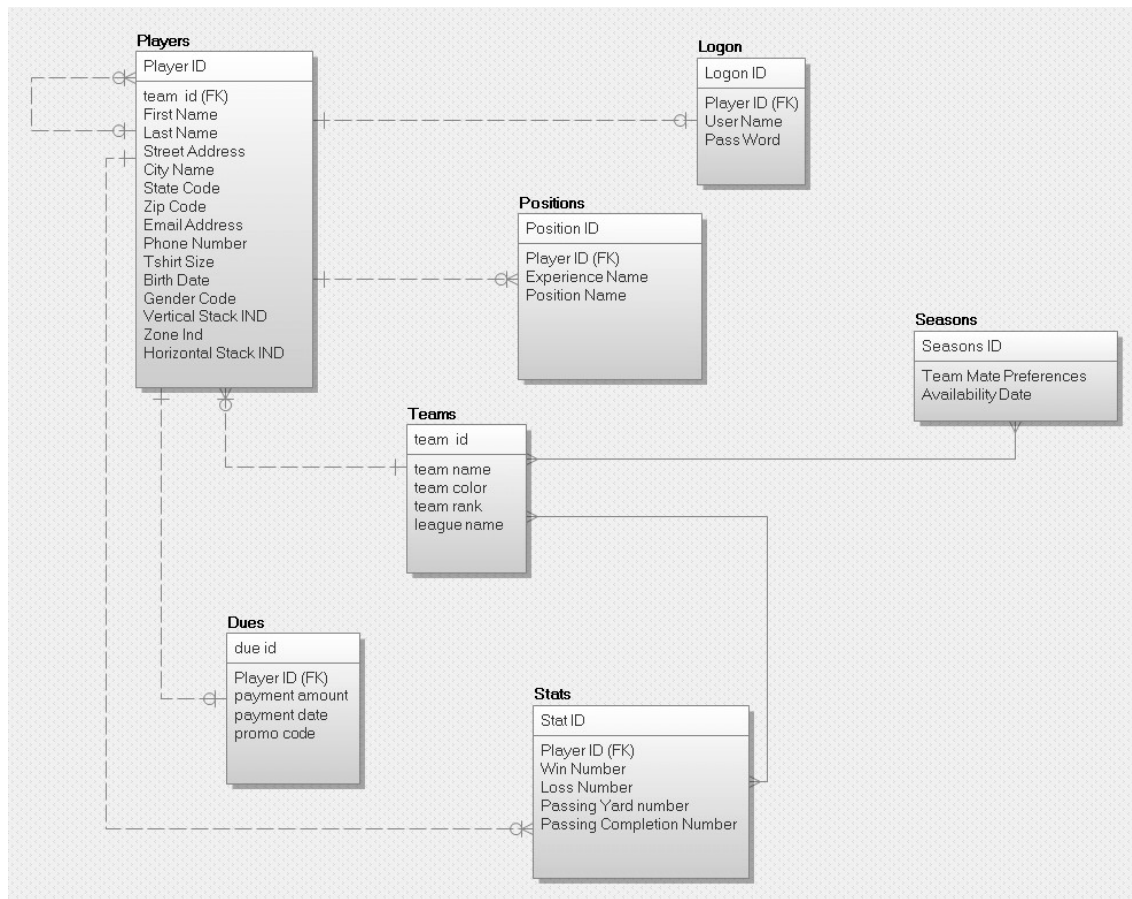 Players
Player ID
team id (FK)
First Name
Last Name
Street Address
City Name
State Code
Zip Code
Email Address
Phone Number
Tshirt Size
Birth Date
Gender Code
Vertical Stack IND
Zone Ind
Horizontal Stack IND
Logon
Logon ID
Player ID (FK)
User Name
Pass Word
Positions
Position ID
Player ID (FK)
Experience Name
Position Name
Seasons
Seasons ID
Team Mate Preferences
Availability Date
Teams
team id
team name
team color
team rank
league name
Dues
due id
Player ID (FK)
payment amount
payment date
promo code
Stats
Stat ID
Player ID (FK)
Win Number
Loss Number
Passing Yard number
Passing Completion Number